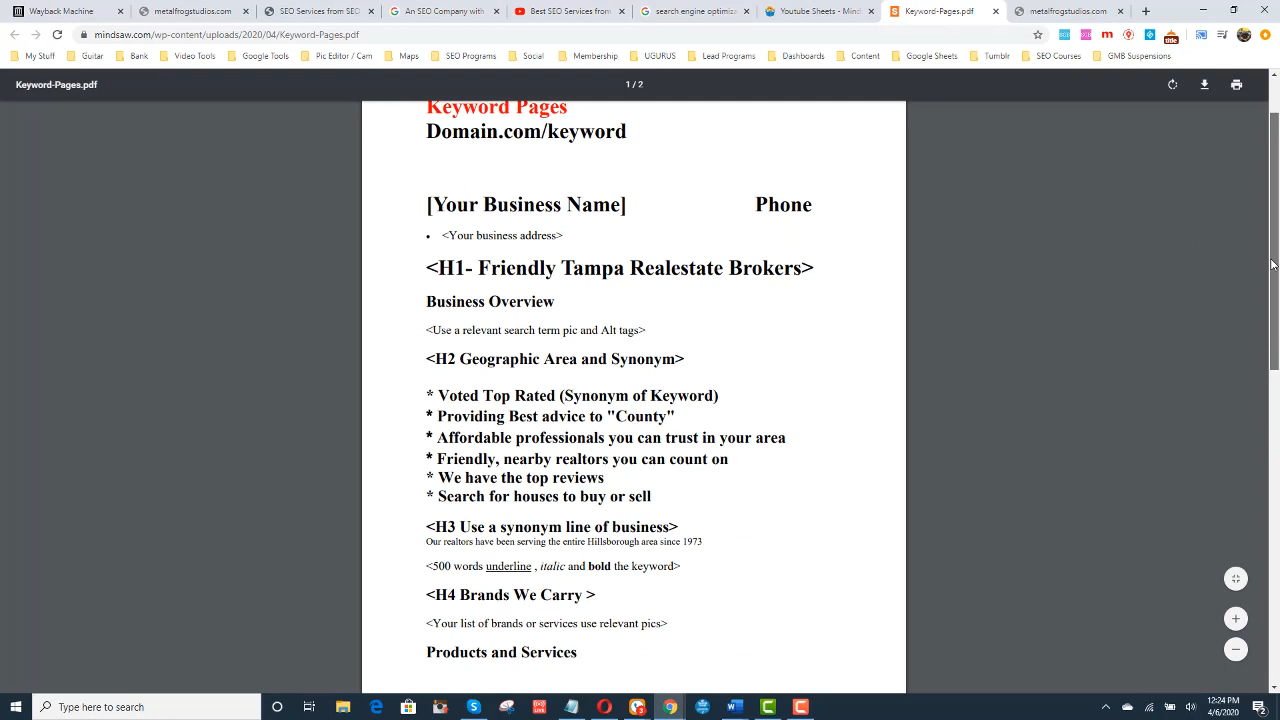 Wayback Machine
metalfrogstudios.com
SEO Services from SEO
An SEO Company with
Best SEO Services from
search engine optimiza
Youtube Sheets - Mind
Keyword-Pages.pdf
metalfrogstudios.com
mindsaw.com/wp-content/uploads/2020/04/Keyword-Pages.pdf
My Stuff Guitar Bank Video Tools Google Tools Pic Editor / Cam Maps SEO Programs Social Membership UGURUS Lead Programs Dashboards Content Google Sheets Tumblr SEO Courses GMB Suspensions
Keyword-Pages.pdf
1 / 2
Keyword Pages
Domain.com/keyword
[Your Business Name] Phone
• <Your business address>
<H1- Friendly Tampa Realestate Brokers>
Business Overview
<Use a relevant search term pic and Alt tags>
<H2 Geographic Area and Synonym>
* Voted Top Rated (Synonym of Keyword)
* Providing Best advice to "County"
* Affordable professionals you can trust in your area
* Friendly, nearby realtors you can count on
* We have the top reviews
* Search for houses to buy or sell
<H3 Use a synonym line of business>
Our realtors have been serving the entire Hillsborough area since 1973
<500 words underline , italic and bold the keyword>
<H4 Brands We Carry >
<Your list of brands or services use relevant pics>
Products and Services
Type here to search
12:24 PM
4/6/2020